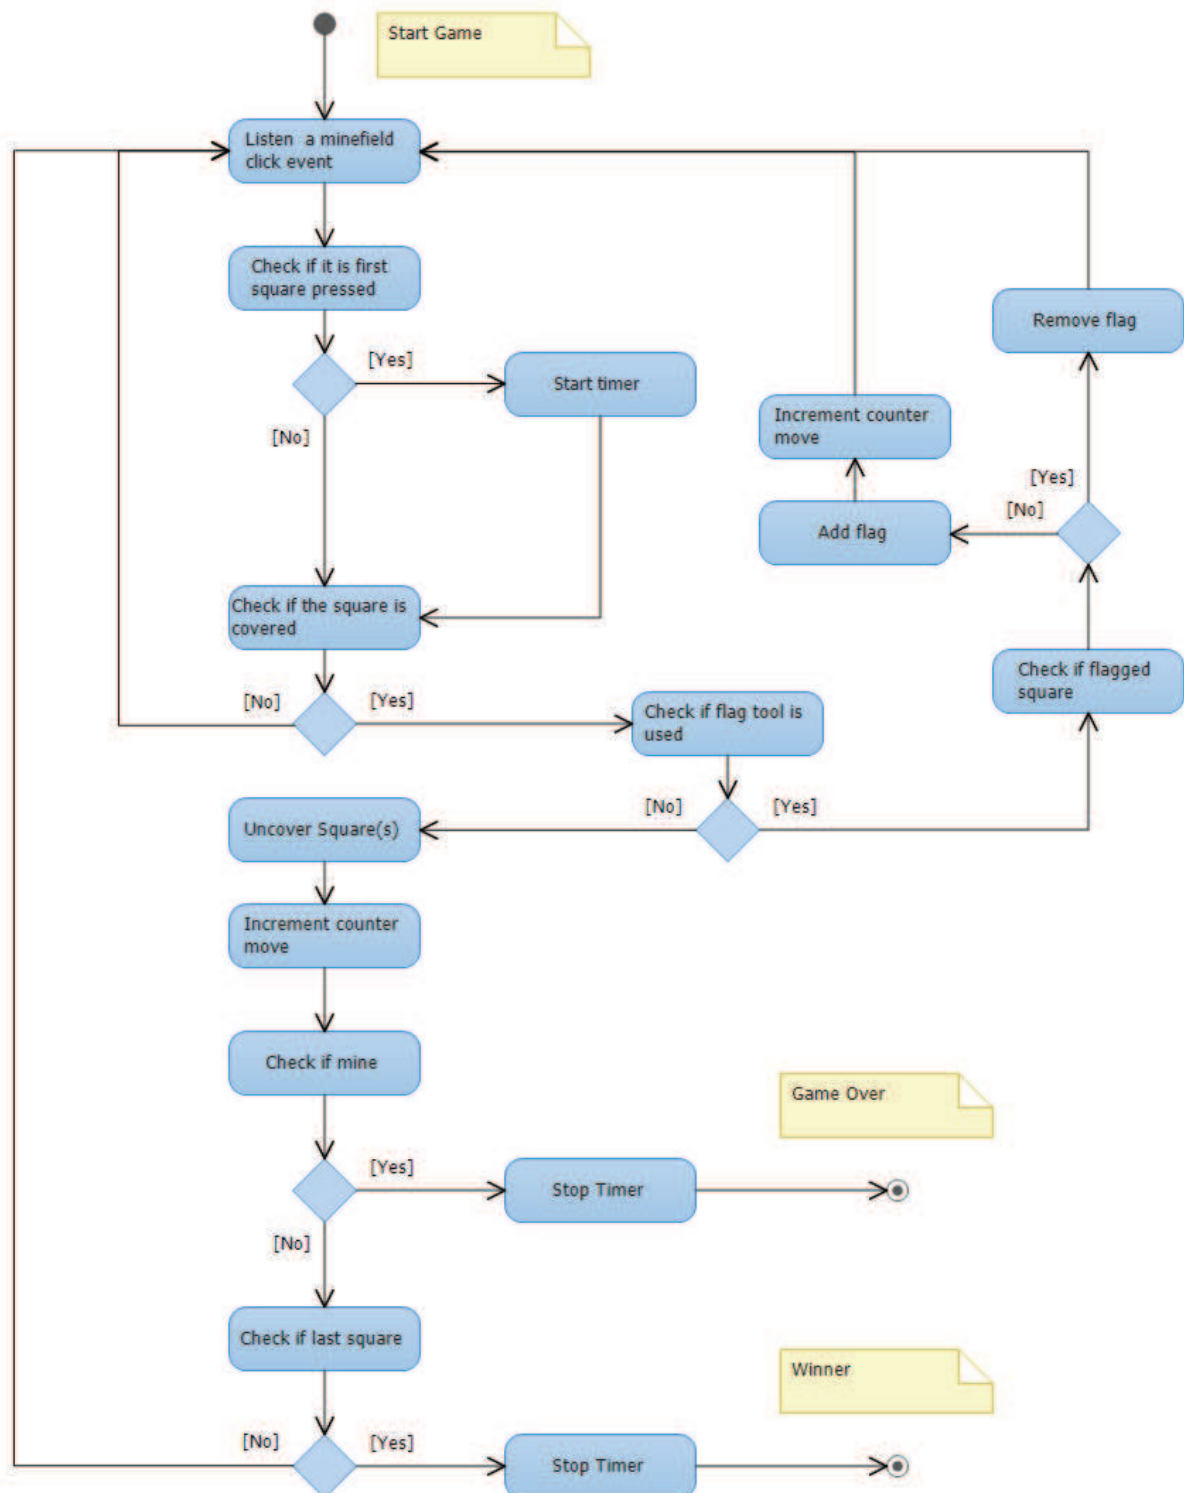 Start Game
Listen a minefield
click event
Check if it is first
square pressed
[Yes]
Start timer
[No]
Remove flag
Increment counter
move
[Yes]
[No]
Add flag
Check if the square is
covered
Check if flagged
square
[No]
[Yes]
Check if flag tool is
used
[No]
[Yes]
Uncover Square(s)
Increment counter
move
Check if mine
Game Over
[Yes]
Stop Timer
[No]
Check if last square
Winner
[No]
[Yes]
Stop Timer